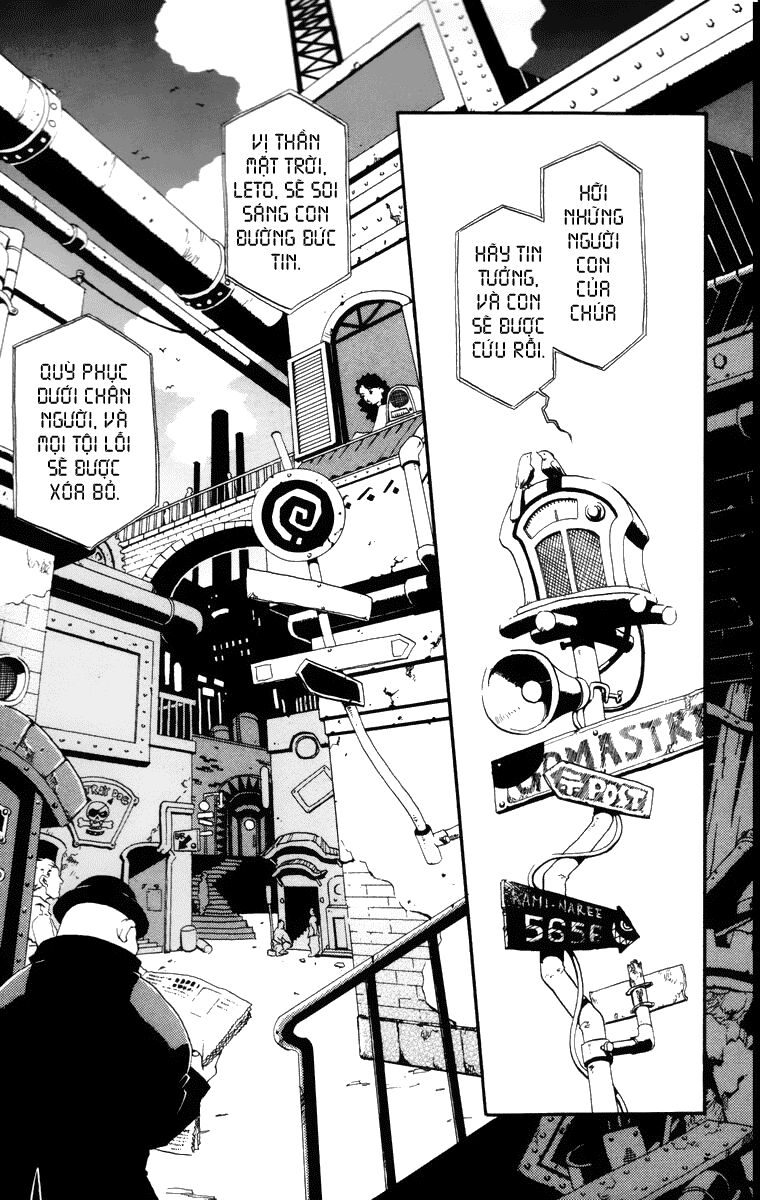 HỠI
NHỮNG
NGƯỜI
CON
CỦA
CHÚA
HÃY TIN
TƯỞNG,
VÀ CON
SẼ ĐƯỢC
CỨU RỖI.
VỊ THẦN
MẶT TRỜI,
LETO, SẼ SOI
SÁNG CON
ĐƯỜNG ĐỨC
TIN.
QUỲ PHỤC
DƯỚI CHÂN
NGƯỜI, VÀ
MỌI TỘI LỖI
SẼ ĐƯỢC
XÓA BỎ.
〒POST
KAMI-NAREE